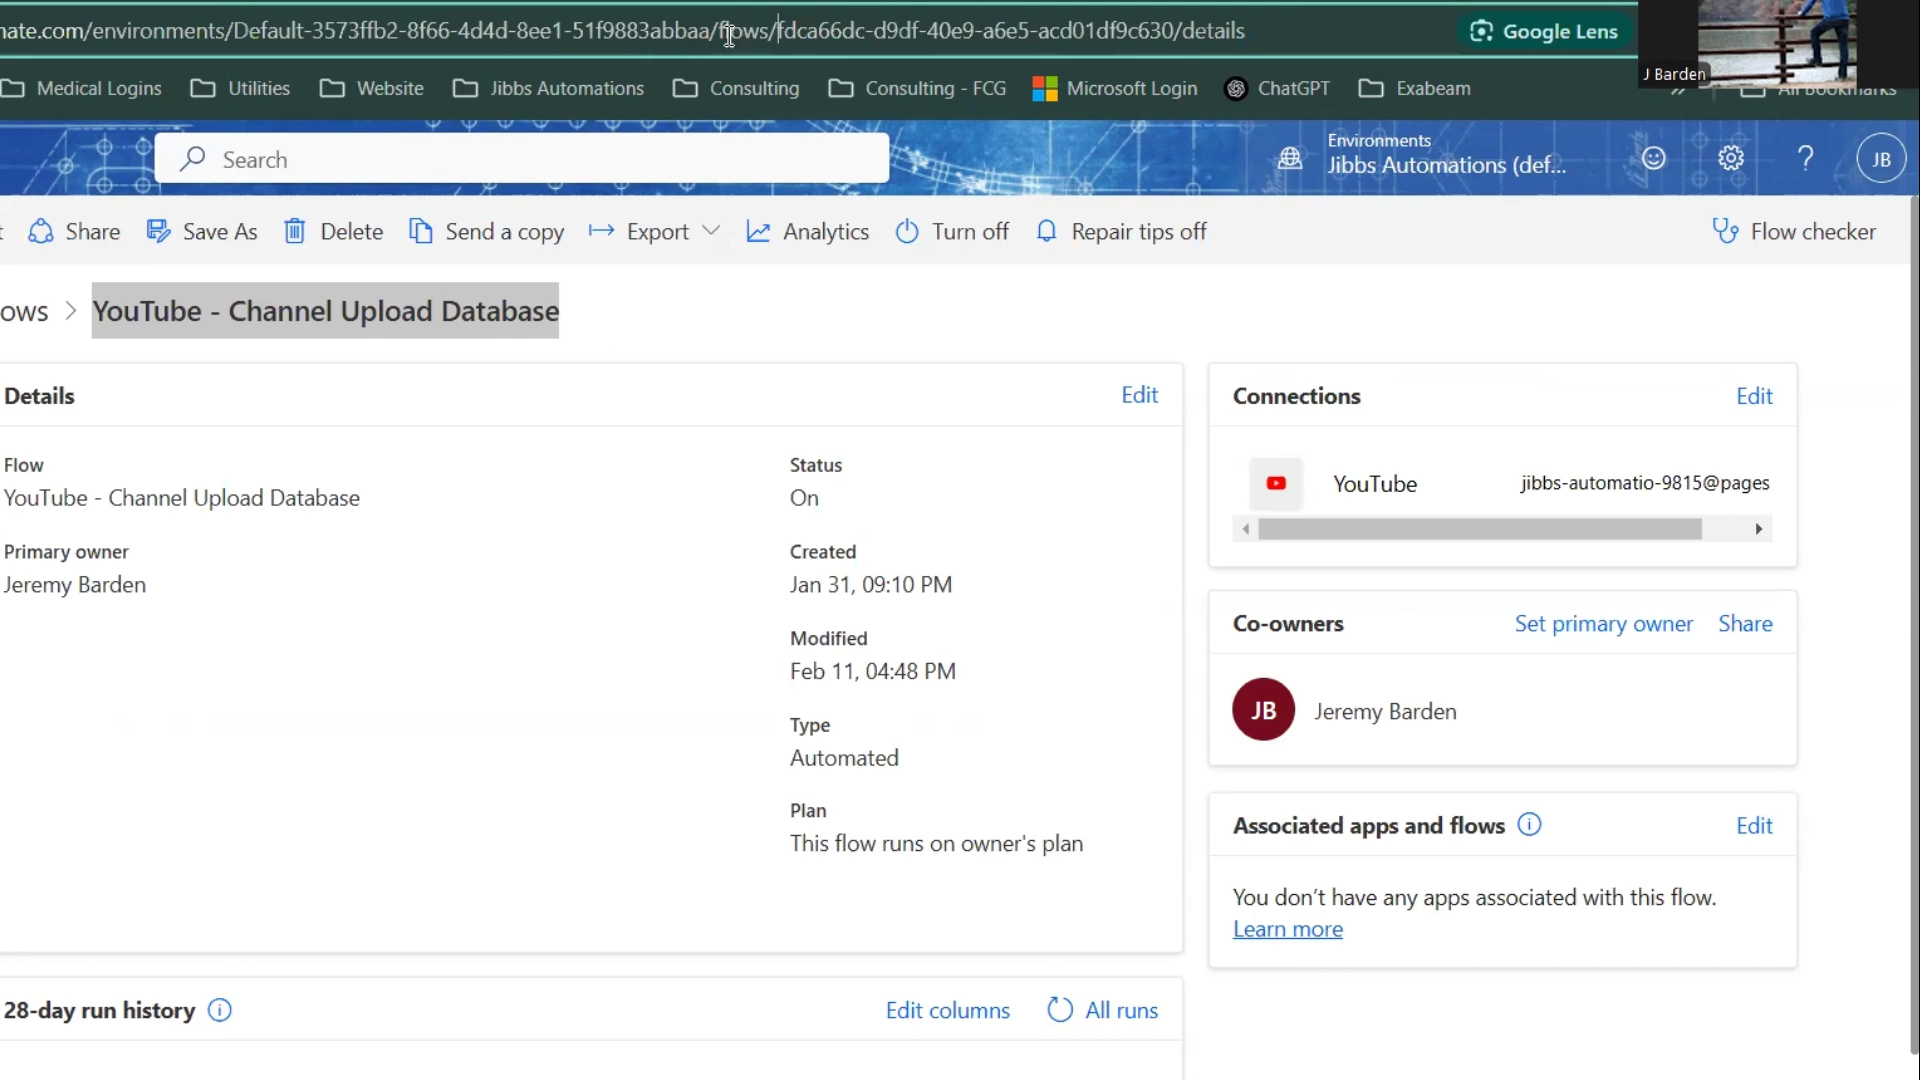 nate.com/environments/Default-3573ffb2-8f66-4d4d-8ee1-51f9883abbaa/flows/fdca66dc-d9df-40e9-a6e5-acd01df9c630/details
Google Lens
J Barden
Medical Logins
Utilities
Website
Jibbs Automations
Consulting
Consulting - FCG
Microsoft Login
ChatGPT
Exabeam
»
All Bookmarks
Search
Environments
Jibbs Automations (def...
JB
t
Share
Save As
Delete
Send a copy
Export
Analytics
Turn off
Repair tips off
Flow checker
ows > YouTube - Channel Upload Database
Details
Edit
Flow
YouTube - Channel Upload Database
Primary owner
Jeremy Barden
Status
On
Created
Jan 31, 09:10 PM
Modified
Feb 11, 04:48 PM
Type
Automated
Plan
This flow runs on owner's plan
Connections
Edit
YouTube
jibbs-automatio-9815@pages
Co-owners
Set primary owner
Share
JB
Jeremy Barden
Associated apps and flows
Edit
You don't have any apps associated with this flow.
Learn more
28-day run history
Edit columns
All runs